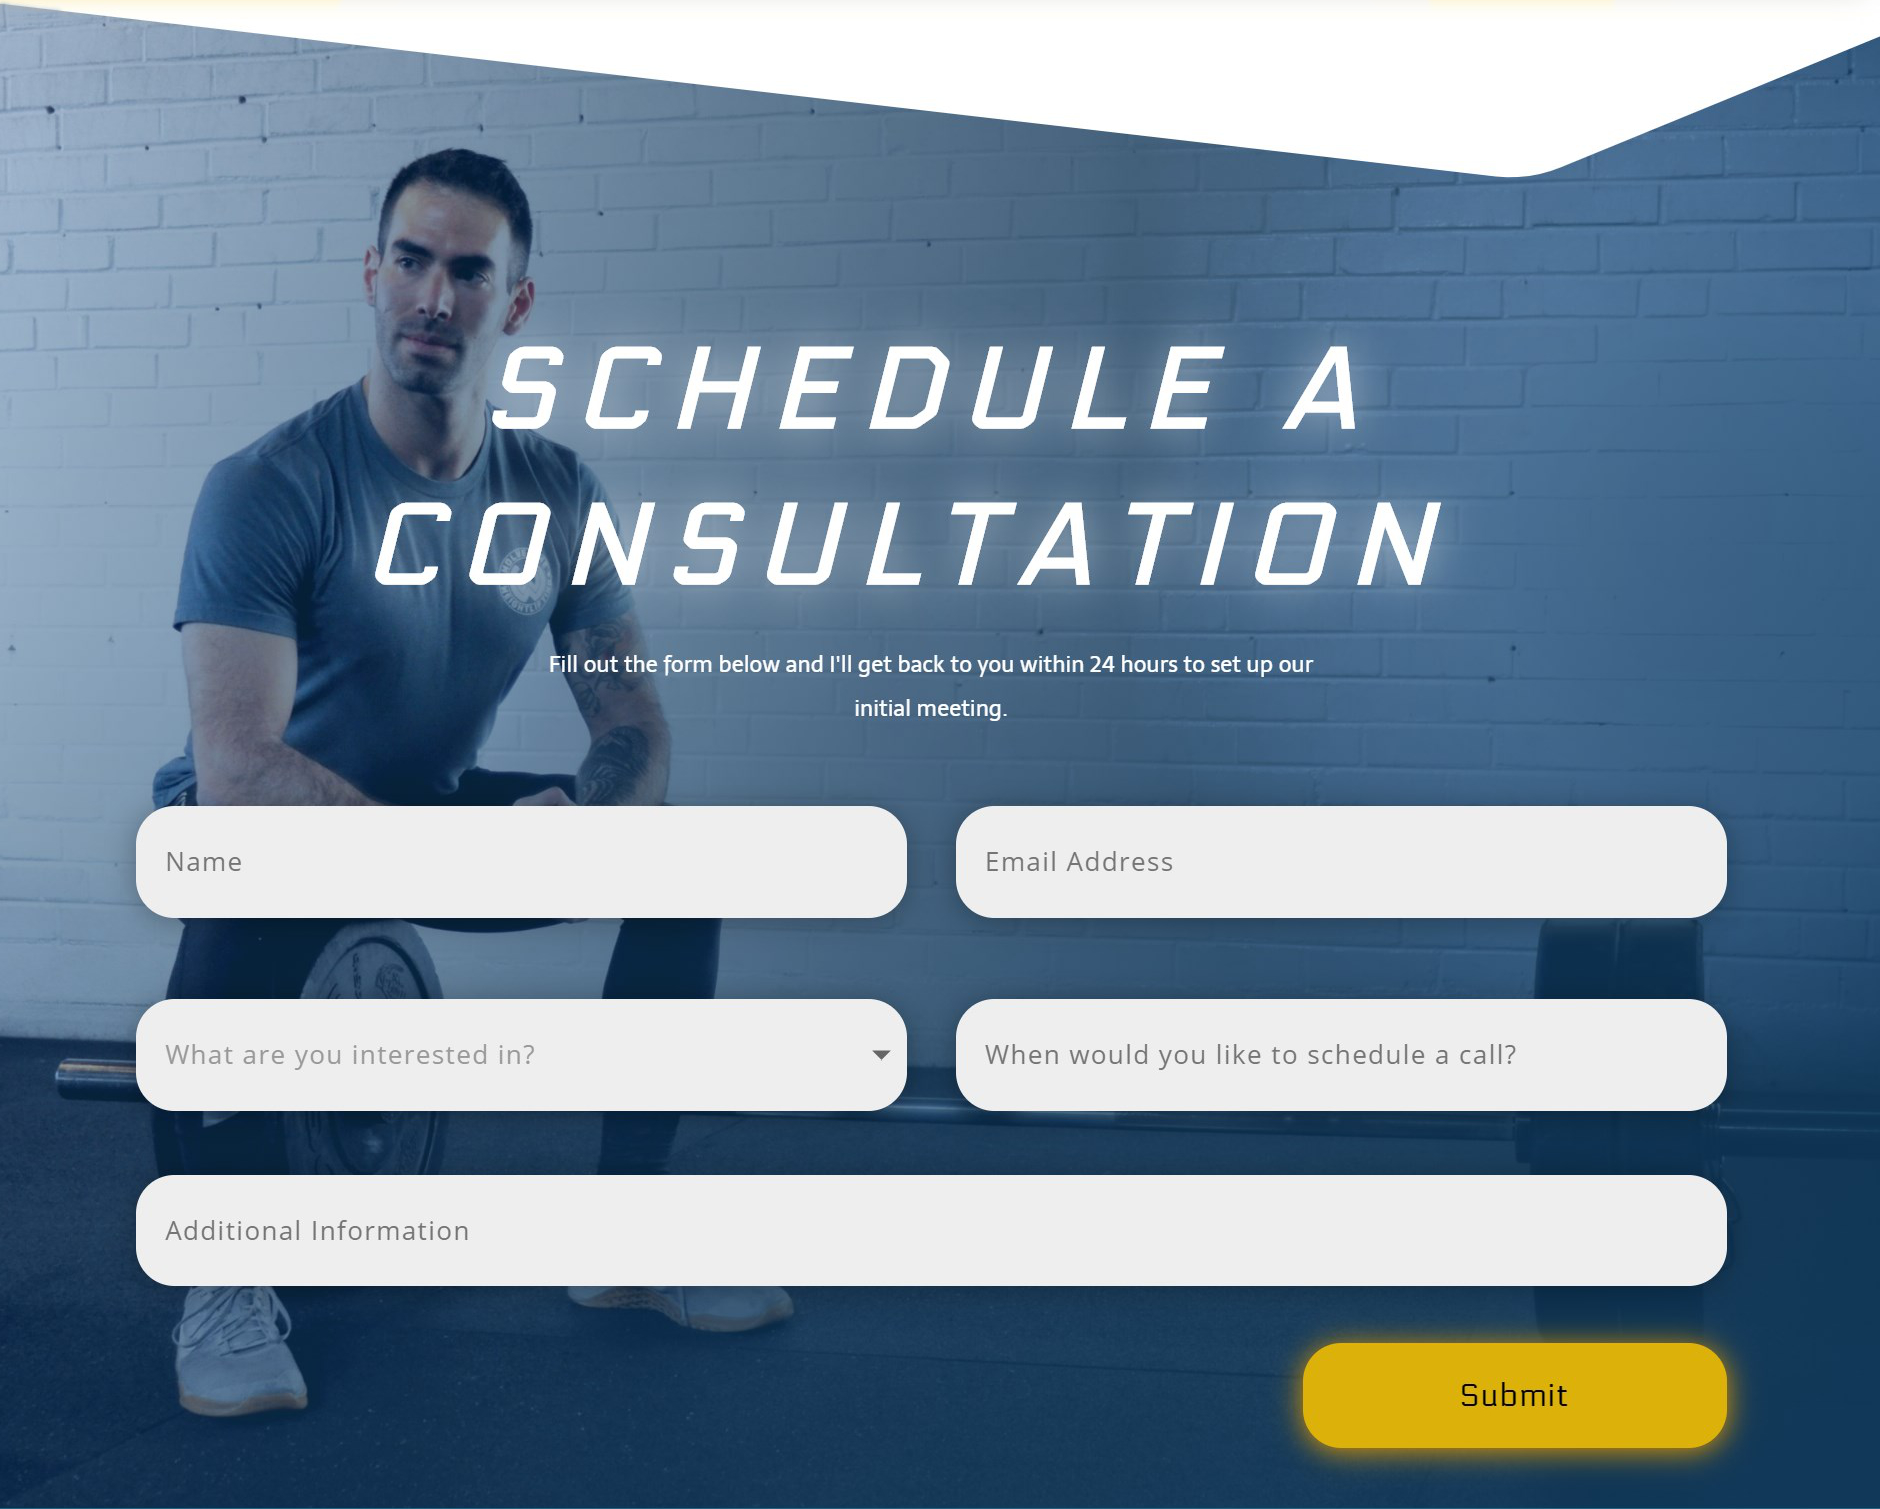 SCHEDULE A
CONSULTATION
Fill out the form below and I'll get back to you within 24 hours to set up our
initial meeting.
Name
Email Address
What are you interested in?
When would you like to schedule a call?
Additional Information
Submit